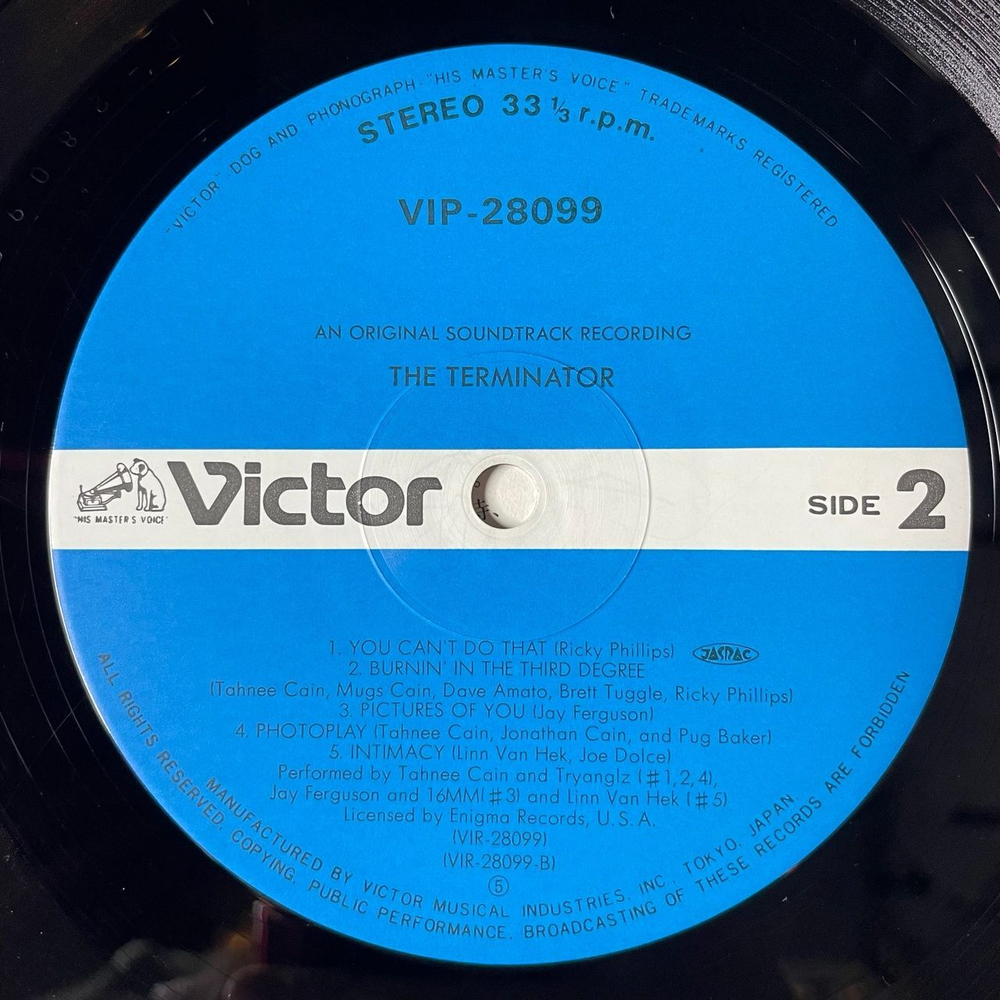 "VICTOR" DOG AND PHONOGRAPH "HIS MASTER'S VOICE" TRADEMARKS REGISTERED
STEREO 33 1/3 r.p.m.
VIP-28099
AN ORIGINAL SOUNDTRACK RECORDING
THE TERMINATOR
"HIS MASTER'S VOICE"
Victor
SIDE 2
1. YOU CAN'T DO THAT (Ricky Phillips) JASRAC
2. BURNIN' IN THE THIRD DEGREE
(Tahnee Cain, Mugs Cain, Dave Amato, Brett Tuggle, Ricky Phillips)
3. PICTURES OF YOU (Jay Ferguson)
4. PHOTOPLAY (Tahnee Cain, Jonathan Cain, and Pug Baker)
5. INTIMACY (Linn Van Hek, Joe Dolce)
Performed by Tahnee Cain and Tryanglz (♯1,2,4),
Jay Ferguson and 16MM(♯3) and Linn Van Hek (♯5)
Licensed by Enigma Records, U.S.A.
(VIR-28099)
(VIR-28099-B)
⑤
MANUFACTURED BY VICTOR MUSICAL INDUSTRIES, INC., TOKYO, JAPAN
ALL RIGHTS RESERVED. COPYING, PUBLIC PERFORMANCE, BROADCASTING OF THESE RECORDS ARE FORBIDDEN